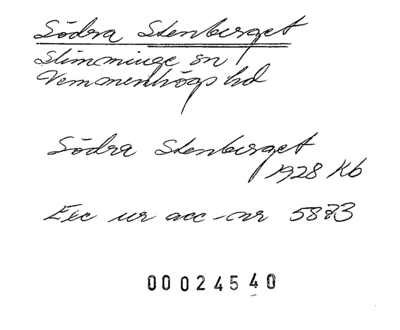 Södra Stenberget
Slimminge sn
Vemmenhögs hd
Södra Stenberget
1928 Kb
Exc ur acc-nr 5873
00024540